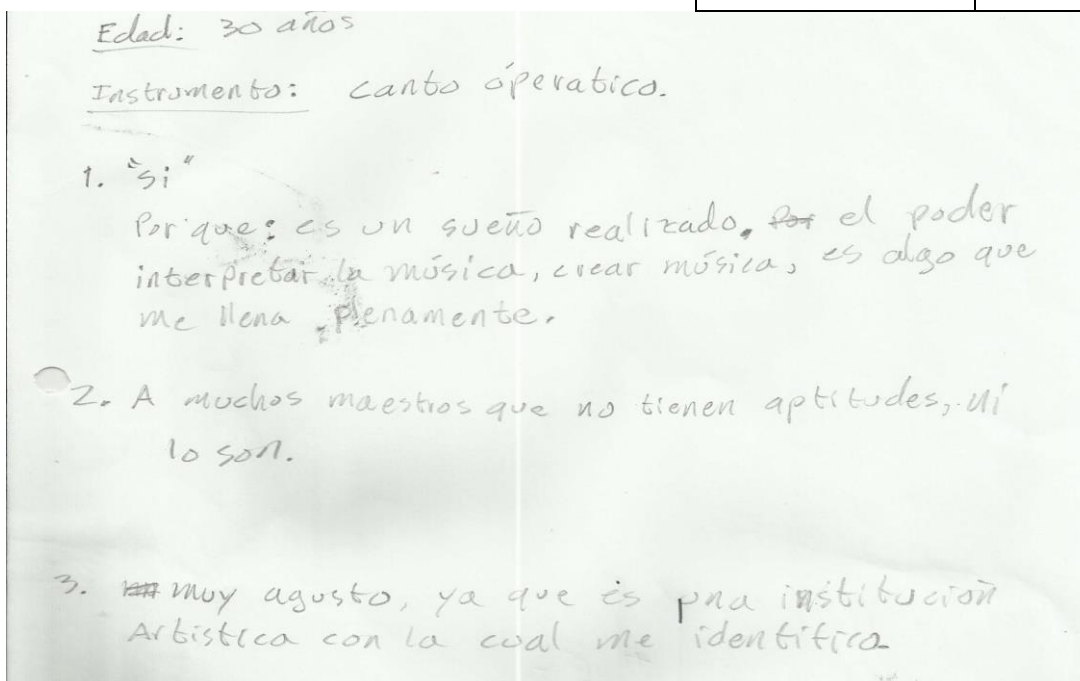 Edad: 30 años
Instrumento: canto óperatico.
1. "si"
Por que: es un sueño realizado. el poder
interpretar la música, crear música, es algo que
me llena plenamente.
2. A muchos maestros que no tienen aptitudes, ni
lo son.
3. muy agusto, ya que es una institución
Artistica con la cual me identifico